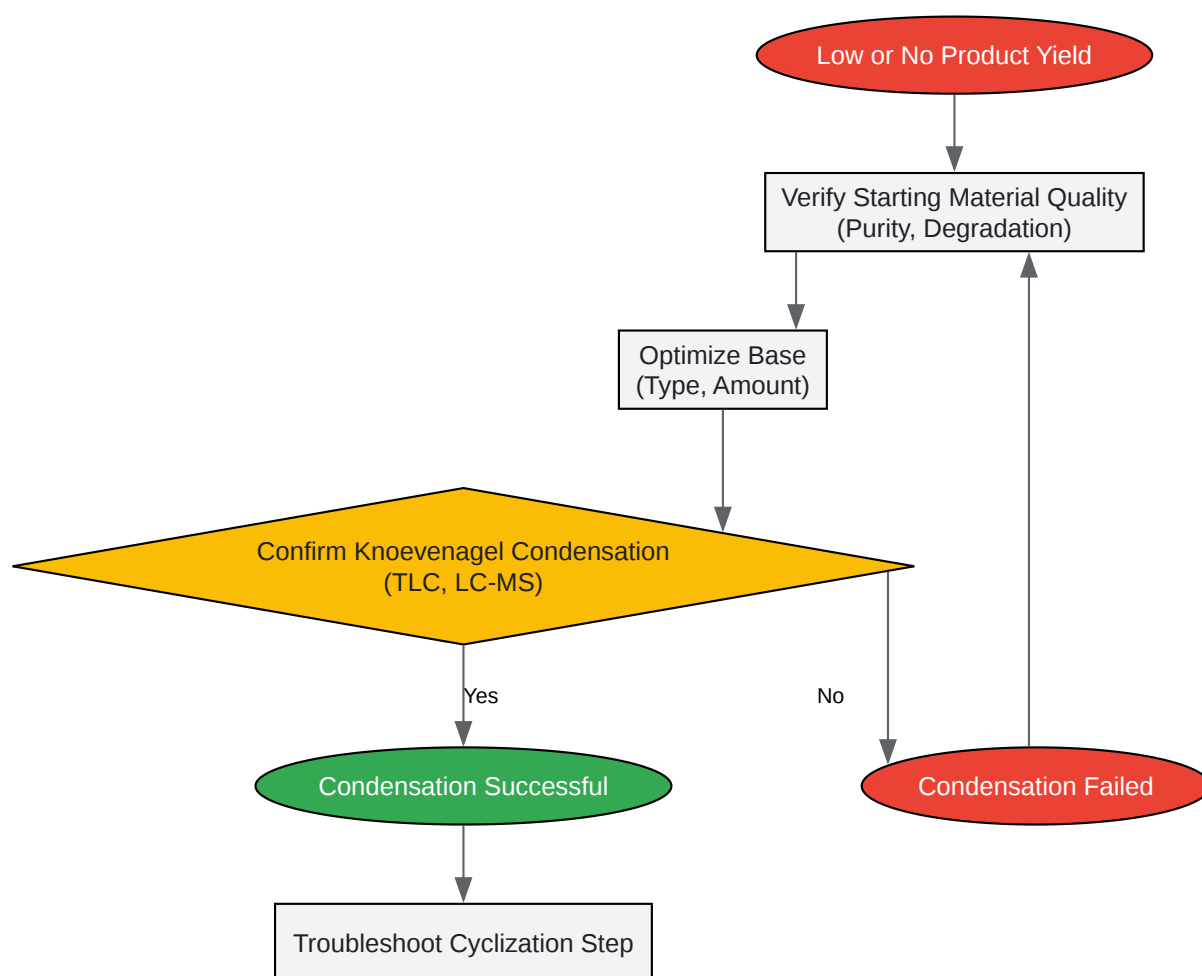 Low or No Product Yield
Verify Starting Material Quality
(Purity, Degradation)
Optimize Base
(Type, Amount)
Confirm Knoevenagel Condensation
(TLC, LC-MS)
Yes
No
Condensation Successful
Condensation Failed
Troubleshoot Cyclization Step